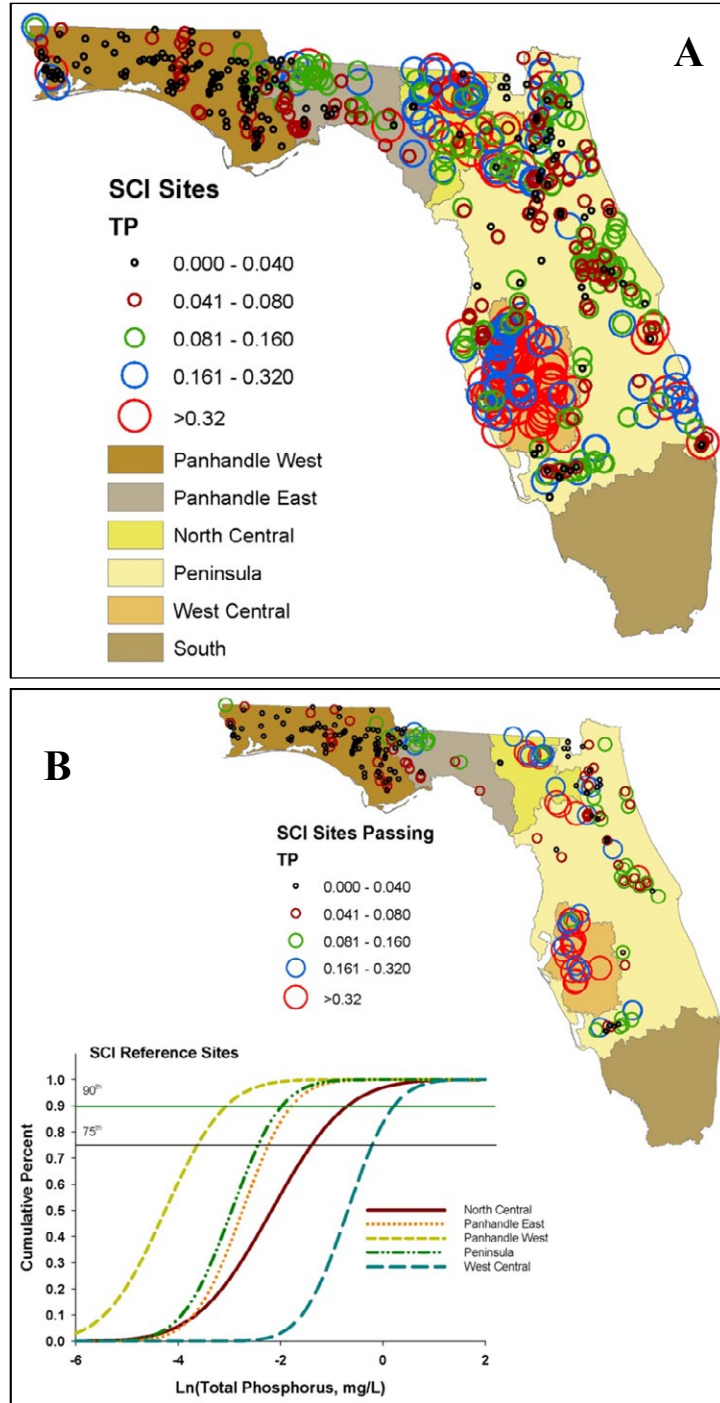 A
SCI Sites
TP
0.000 - 0.040
0.041 - 0.080
0.081 - 0.160
0.161 - 0.320
>0.32
Panhandle West
Panhandle East
North Central
Peninsula
West Central
South
B
SCI Sites Passing
TP
0.000 - 0.040
0.041 - 0.080
0.081 - 0.160
0.161 - 0.320
>0.32
SCI Reference Sites
1.0
90th
0.9
0.8
75th
0.7
0.6
0.5
0.4
0.3
0.2
0.1
0.0
Cumulative Percent
North Central
Panhandle East
Panhandle West
Peninsula
West Central
-6 -4 -2 0 2
Ln(Total Phosphorus, mg/L)